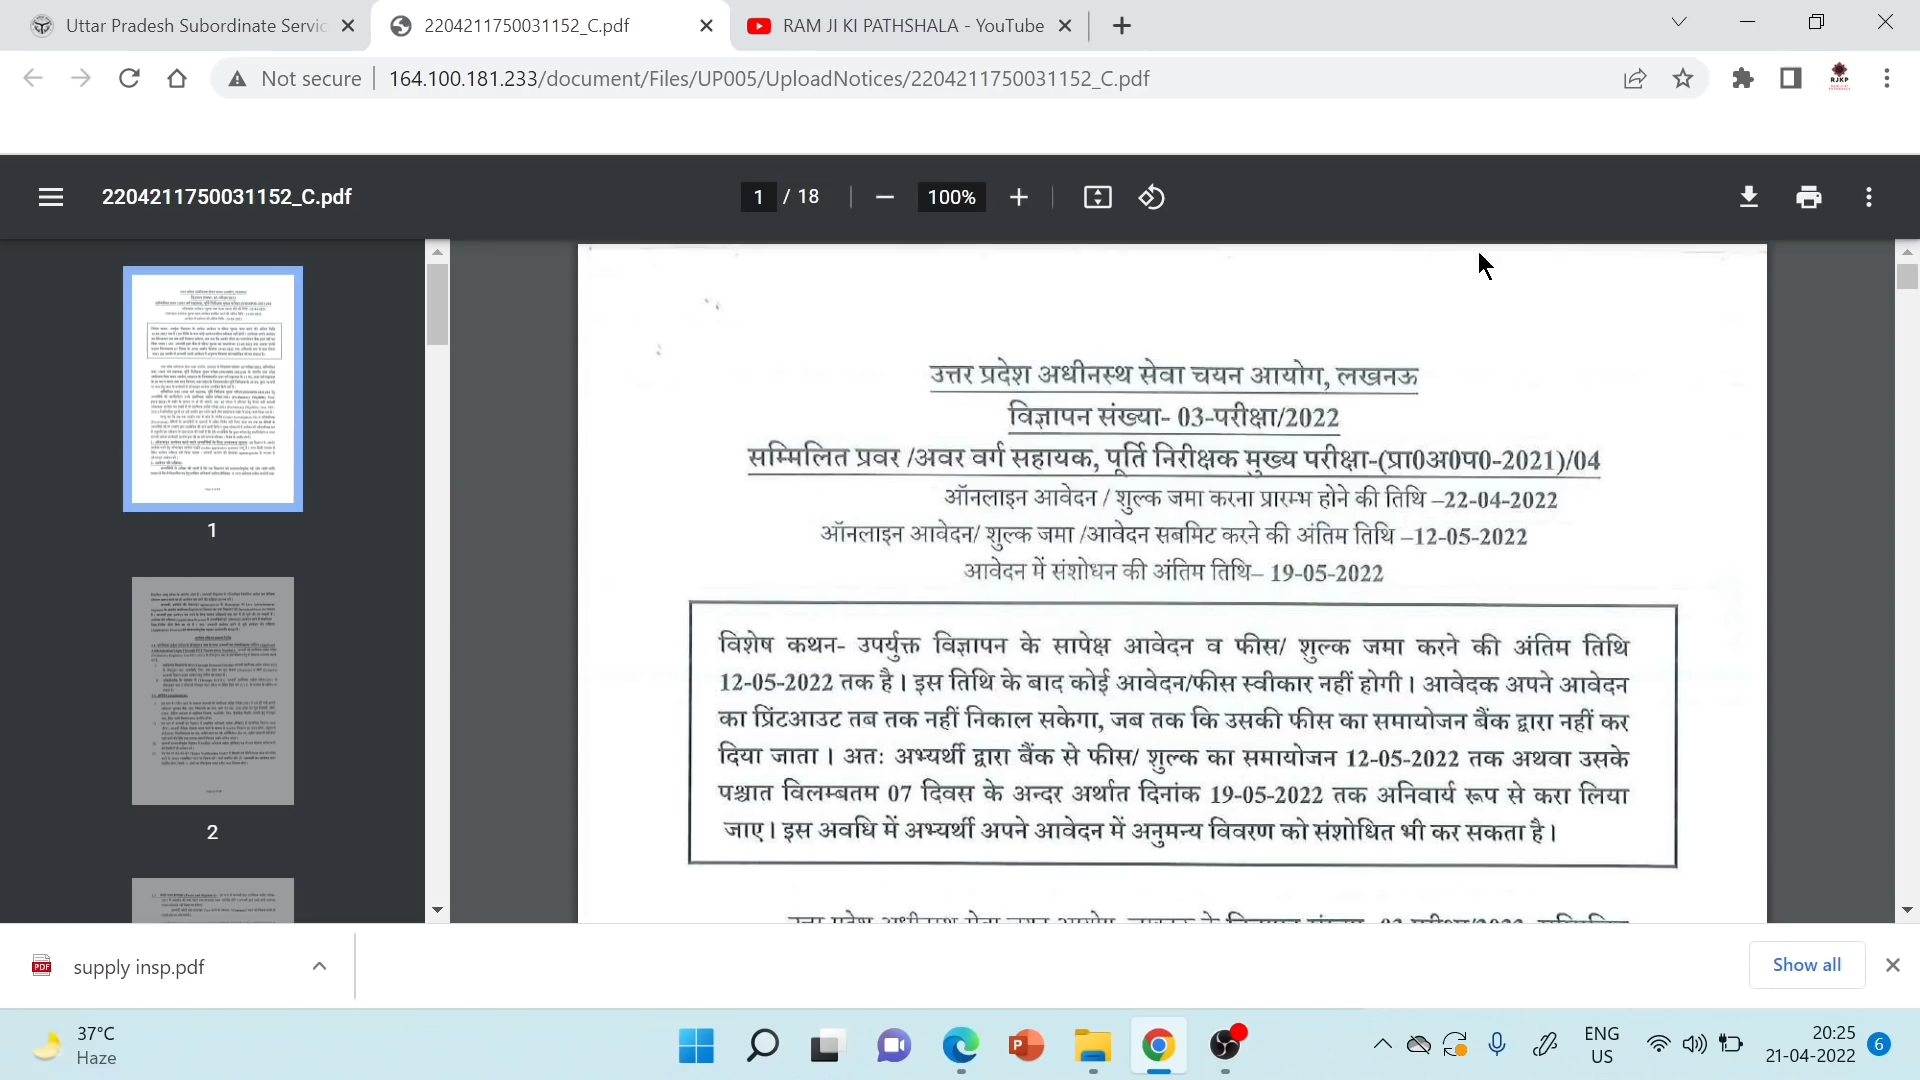 Uttar Pradesh Subordinate Servic
2204211750031152_C.pdf
RAM JI KI PATHSHALA - YouTube
Not secure
164.100.181.233/document/Files/UP005/UploadNotices/2204211750031152_C.pdf
RJKP
2204211750031152_C.pdf
1 / 18
100%
उत्तर प्रदेश अधीनस्थ सेवा चयन आयोग, लखनऊ
विज्ञापन संख्या- 03-परीक्षा/2022
सम्मिलित प्रवर /अवर वर्ग सहायक, पूर्ति निरीक्षक मुख्य परीक्षा-(प्रा0अ0प0-2021)/04
ऑनलाइन आवेदन / शुल्क जमा करना प्रारम्भ होने की तिथि –22-04-2022
ऑनलाइन आवेदन/ शुल्क जमा /आवेदन सबमिट करने की अंतिम तिथि –12-05-2022
आवेदन में संशोधन की अंतिम तिथि– 19-05-2022
विशेष कथन- उपर्युक्त विज्ञापन के सापेक्ष आवेदन व फीस/ शुल्क जमा करने की अंतिम तिथि
12-05-2022 तक है। इस तिथि के बाद कोई आवेदन/फीस स्वीकार नहीं होगी। आवेदक अपने आवेदन
का प्रिंटआउट तब तक नहीं निकाल सकेगा, जब तक कि उसकी फीस का समायोजन बैंक द्वारा नहीं कर
दिया जाता। अतः अभ्यर्थी द्वारा बैंक से फीस/ शुल्क का समायोजन 12-05-2022 तक अथवा उसके
पश्चात विलम्बतम 07 दिवस के अन्दर अर्थात दिनांक 19-05-2022 तक अनिवार्य रूप से करा लिया
जाए। इस अवधि में अभ्यर्थी अपने आवेदन में अनुमन्य विवरण को संशोधित भी कर सकता है।
1
2
PDF
supply insp.pdf
Show all
37°C
Haze
ENG
US
20:25
21-04-2022
6